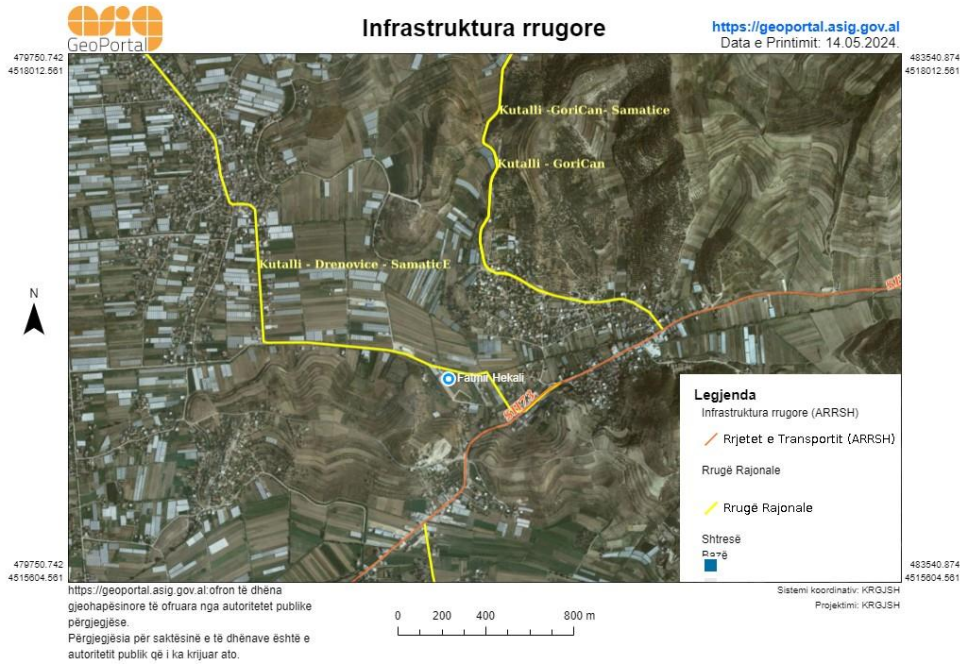 asig
GeoPortal
Infrastruktura rrugore
https://geoportal.asig.gov.al
Data e Printimit: 14.05.2024.
479750.742
4518012.561
483540.874
4518012.561
Kutalli -GoriCan- Samatice
Kutalli - GoriCan
Kutalli - Drenovice - SamaticE
N
Fatmir Hekali
Legjenda
Infrastruktura rrugore (ARRSH)
Rrjetet e Transportit (ARRSH)
Rrugë Rajonale
Rrugë Rajonale
Shtresë
Bazë
479750.742
4515604.561
483540.874
4515604.561
https://geoportal.asig.gov.al:ofron të dhëna
gjeohapësinore të ofruara nga autoritetet publike
përgjegjëse.
Përgjegjësia për saktësinë e të dhënave është e
autoritetit publik që i ka krijuar ato.
0 200 400 800 m
Sistemi koordinativ: KRGJSH
Projektimi: KRGJSH